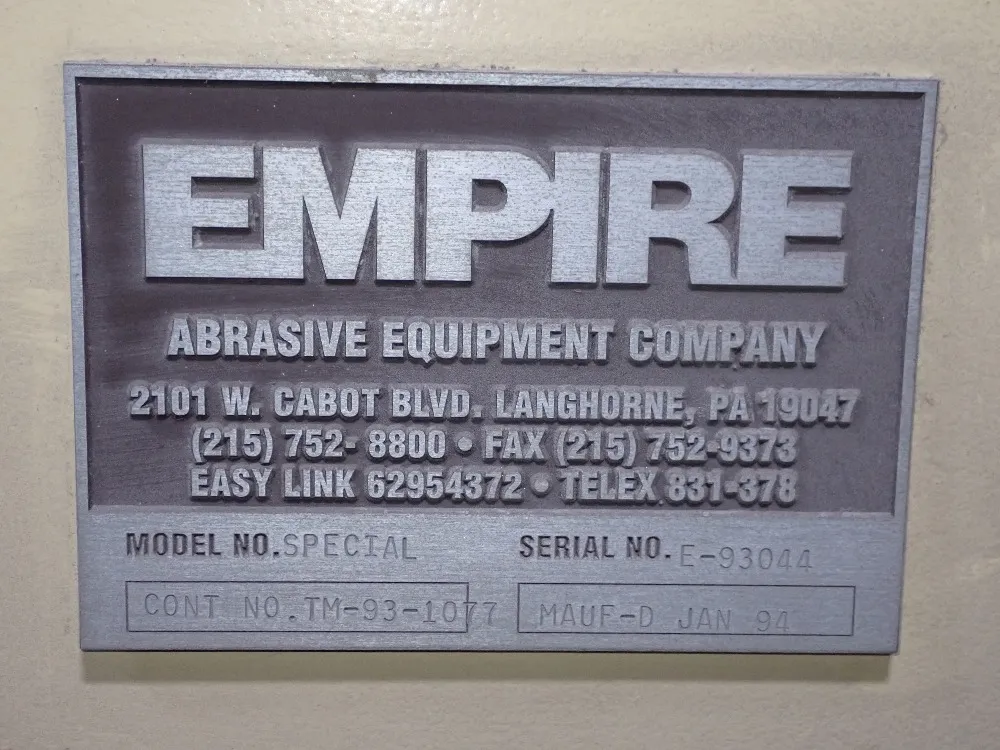 EMPIRE
ABRASIVE EQUIPMENT COMPANY
2101 W. CABOT BLVD. LANGHORNE, PA 19047
(215) 752- 8800 • FAX (215) 752-9373
EASY LINK 62954372 • TELEX 831-378
MODEL NO. SPECIAL SERIAL NO. E-93044
CONT NO. TM-93-1077 MAUF-D JAN 94